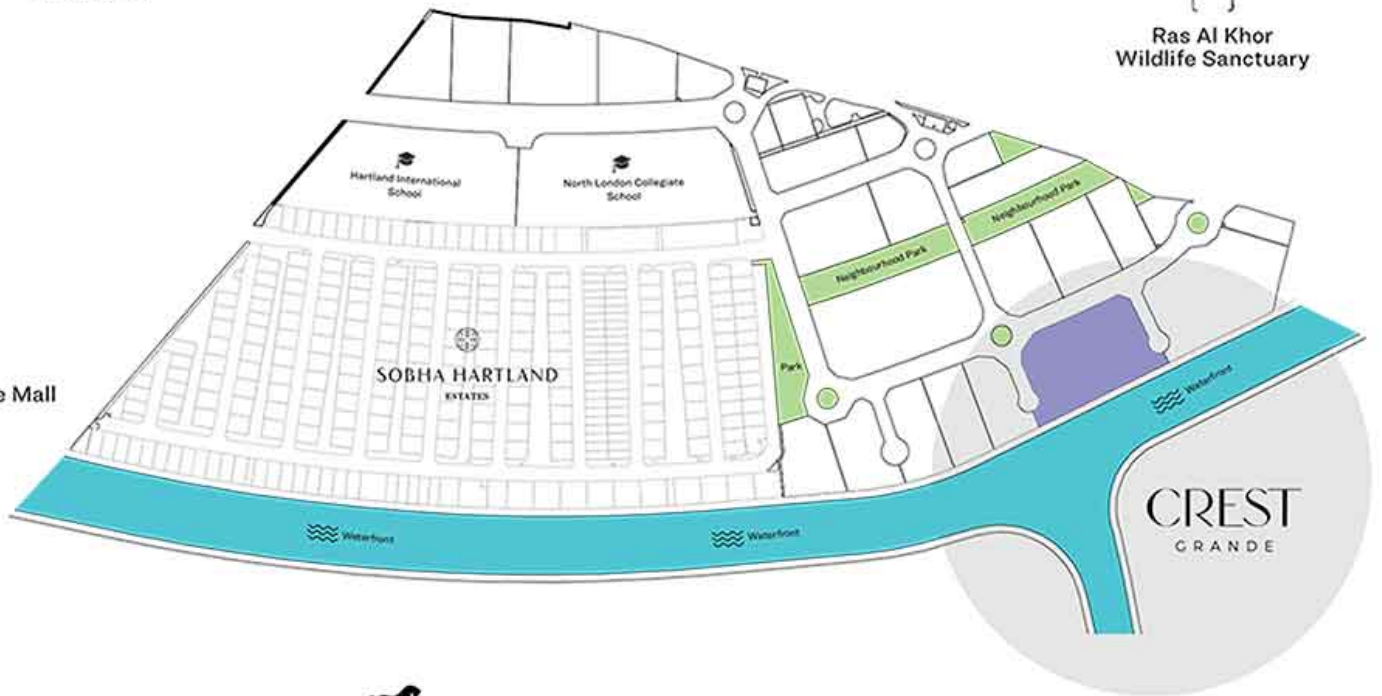 Ras Al Khor
Wildlife Sanctuary
Hartland International
School
North London Collegiate
School
Neighbourhood Park
Neighbourhood Park
SOBHA HARTLAND
ESTATES
Park
e Mall
Waterfront
Waterfront
Waterfront
CREST
GRANDE